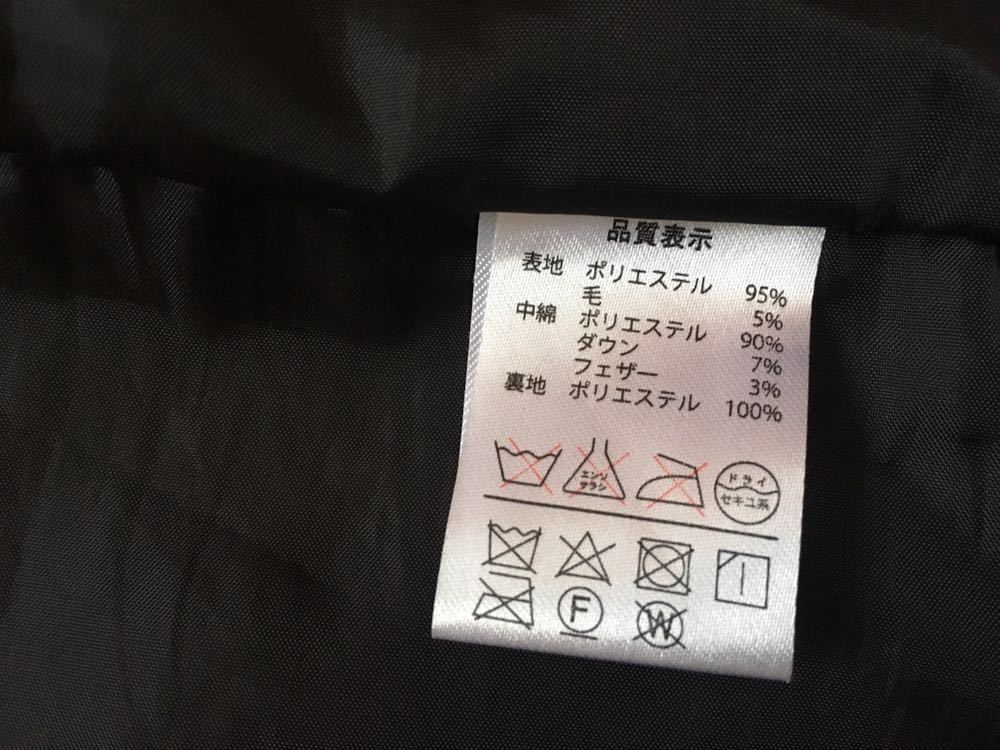 品質表示
表地 ポリエステル 95%
毛 5%
中綿 ポリエステル 90%
ダウン 7%
フェザー 3%
裏地 ポリエステル 100%
エンソ
サラシ
ドライ
セキユ系
F
W